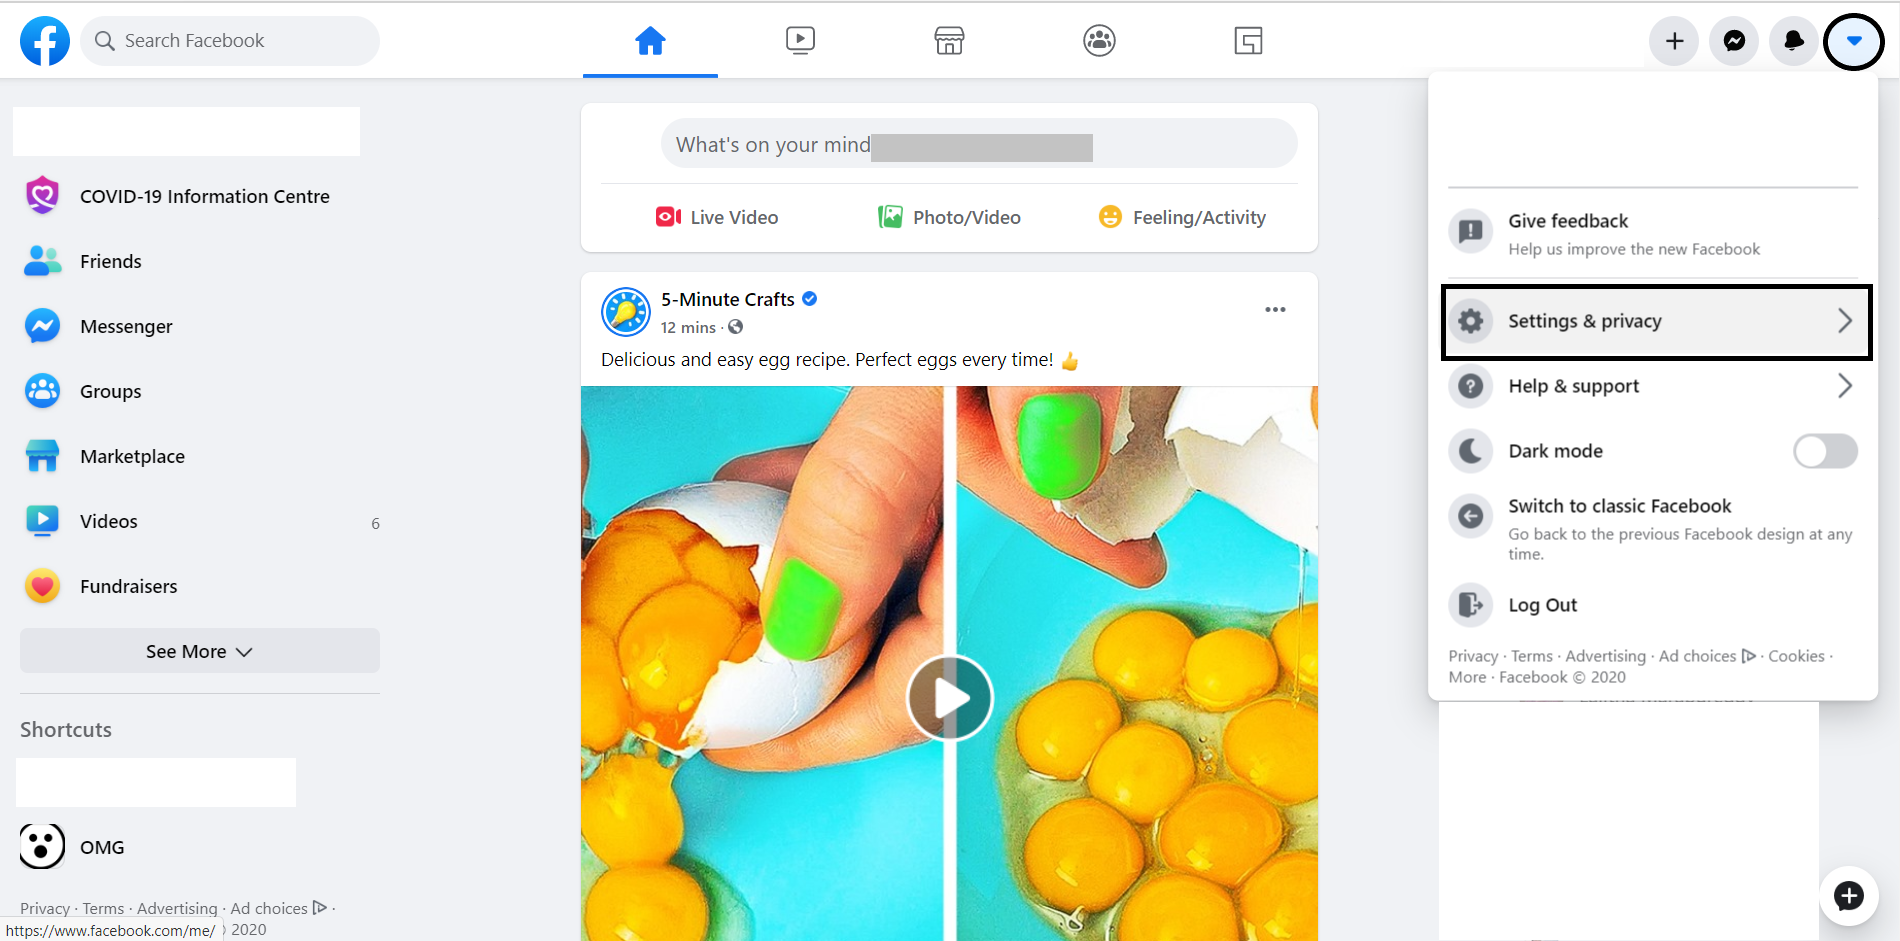 Search Facebook
COVID-19 Information Centre
Friends
Messenger
Groups
Marketplace
Videos
6
Fundraisers
See More
Shortcuts
OMG
Privacy · Terms · Advertising · Ad choices ·
https://www.facebook.com/me/
2020
What's on your mind
Live Video
Photo/Video
Feeling/Activity
5-Minute Crafts
12 mins ·
Delicious and easy egg recipe. Perfect eggs every time! 👍
Give feedback
Help us improve the new Facebook
Settings & privacy
Help & support
Dark mode
Switch to classic Facebook
Go back to the previous Facebook design at any
time.
Log Out
Privacy · Terms · Advertising · Ad choices · Cookies ·
More · Facebook © 2020